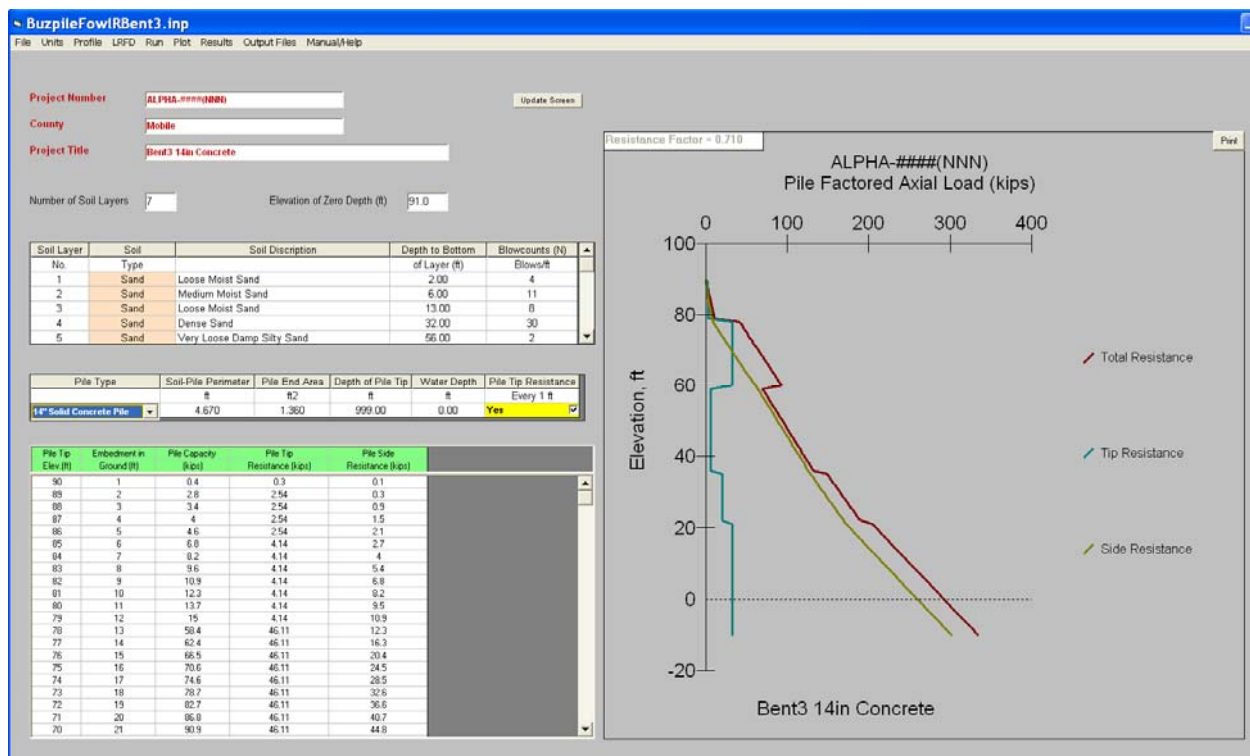 BuzpileFowlRBent3.inp
File Units Profile LRFD Run Plot Results Output Files Manual/Help
Project Number ALPHA-####(NNN) Update Screen
County Mobile
Project Title Bent3 14in Concrete
Number of Soil Layers 7 Elevation of Zero Depth (ft) 91.0
Soil Layer Soil Soil Discription Depth to Bottom Blowcounts (N)
No. Type of Layer (ft) Blows/ft
1 Sand Loose Moist Sand 2.00 4
2 Sand Medium Moist Sand 6.00 11
3 Sand Loose Moist Sand 13.00 8
4 Sand Dense Sand 32.00 30
5 Sand Very Loose Damp Silty Sand 56.00 2
Pile Type Soil-Pile Perimeter Pile End Area Depth of Pile Tip Water Depth Pile Tip Resistance
ft ft2 ft ft Every 1 ft
14" Solid Concrete Pile 4.670 1.360 999.00 0.00 Yes
Pile Tip Embedment in Pile Capacity Pile Tip Pile Side
Elev.(ft) Ground (ft) (kips) Resistance (kips) Resistance (kips)
90 1 0.4 0.3 0.1
89 2 2.8 2.54 0.3
88 3 3.4 2.54 0.9
87 4 4 2.54 1.5
86 5 4.6 2.54 2.1
85 6 6.8 4.14 2.7
84 7 8.2 4.14 4
83 8 9.6 4.14 5.4
82 9 10.9 4.14 6.8
81 10 12.3 4.14 8.2
80 11 13.7 4.14 9.5
79 12 15 4.14 10.9
78 13 58.4 46.11 12.3
77 14 62.4 46.11 16.3
76 15 66.5 46.11 20.4
75 16 70.6 46.11 24.5
74 17 74.6 46.11 28.5
73 18 78.7 46.11 32.6
72 19 82.7 46.11 36.6
71 20 86.8 46.11 40.7
70 21 90.9 46.11 44.8
Resistance Factor = 0.710 Print
ALPHA-####(NNN)
Pile Factored Axial Load (kips)
0 100 200 300 400
100
80
60
40
20
0
-20
Elevation, ft
Total Resistance
Tip Resistance
Side Resistance
Bent3 14in Concrete